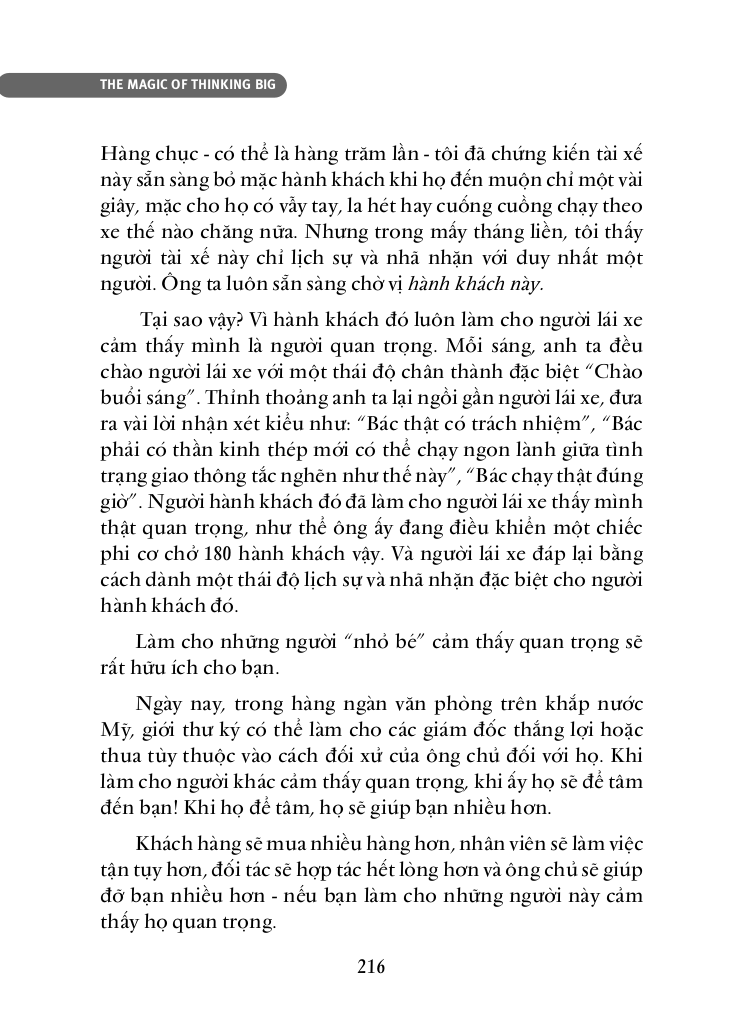 THE MAGIC OF THINKING BIG
Hàng chục - có thể là hàng trăm lần - tôi đã chứng kiến tài xế
này sẵn sàng bỏ mặc hành khách khi họ đến muộn chỉ một vài
giây, mặc cho họ có vẫy tay, la hét hay cuống cuồng chạy theo
xe thế nào chăng nữa. Nhưng trong mấy tháng liền, tôi thấy
người tài xế này chỉ lịch sự và nhã nhặn với duy nhất một
người. Ông ta luôn sẵn sàng chờ vị hành khách này.
Tại sao vậy? Vì hành khách đó luôn làm cho người lái xe
cảm thấy mình là người quan trọng. Mỗi sáng, anh ta đều
chào người lái xe với một thái độ chân thành đặc biệt “Chào
buổi sáng”. Thỉnh thoảng anh ta lại ngồi gần người lái xe, đưa
ra vài lời nhận xét kiểu như: “Bác thật có trách nhiệm”, “Bác
phải có thần kinh thép mới có thể chạy ngon lành giữa tình
trạng giao thông tắc nghẽn như thế này”, “Bác chạy thật đúng
giờ”. Người hành khách đó đã làm cho người lái xe thấy mình
thật quan trọng, như thể ông ấy đang điều khiển một chiếc
phi cơ chở 180 hành khách vậy. Và người lái xe đáp lại bằng
cách dành một thái độ lịch sự và nhã nhặn đặc biệt cho người
hành khách đó.
Làm cho những người “nhỏ bé” cảm thấy quan trọng sẽ
rất hữu ích cho bạn.
Ngày nay, trong hàng ngàn văn phòng trên khắp nước
Mỹ, giới thư ký có thể làm cho các giám đốc thắng lợi hoặc
thua tùy thuộc vào cách đối xử của ông chủ đối với họ. Khi
làm cho người khác cảm thấy quan trọng, khi ấy họ sẽ để tâm
đến bạn! Khi họ để tâm, họ sẽ giúp bạn nhiều hơn.
Khách hàng sẽ mua nhiều hàng hơn, nhân viên sẽ làm việc
tận tụy hơn, đối tác sẽ hợp tác hết lòng hơn và ông chủ sẽ giúp
đỡ bạn nhiều hơn - nếu bạn làm cho những người này cảm
thấy họ quan trọng.
216